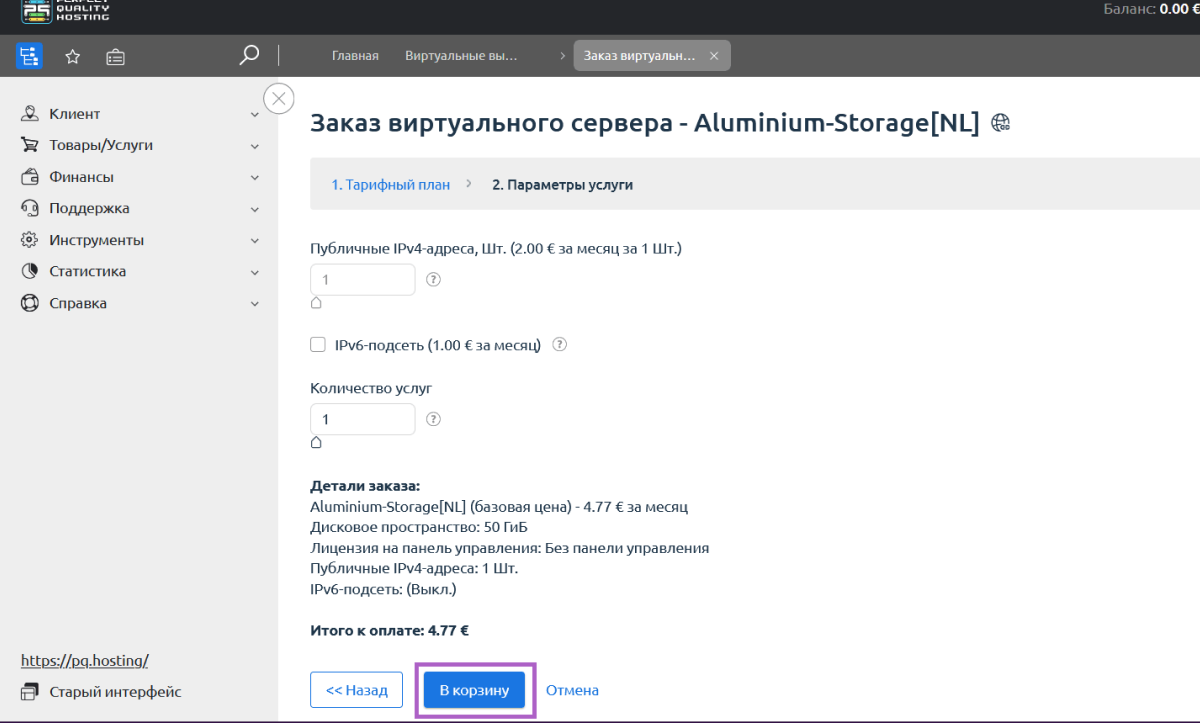 PERFECT
QUALITY
HOSTING
Баланс: 0.00 €
Главная
Виртуальные вы...
Заказ виртуальн...
Клиент
Товары/Услуги
Финансы
Поддержка
Инструменты
Статистика
Справка
https://pq.hosting/
Старый интерфейс
Заказ виртуального сервера - Aluminium-Storage[NL]
1. Тарифный план
2. Параметры услуги
Публичные IPv4-адреса, Шт. (2.00 € за месяц за 1 Шт.)
1
IPv6-подсеть (1.00 € за месяц)
Количество услуг
1
Детали заказа:
Aluminium-Storage[NL] (базовая цена) - 4.77 € за месяц
Дисковое пространство: 50 ГиБ
Лицензия на панель управления: Без панели управления
Публичные IPv4-адреса: 1 Шт.
IPv6-подсеть: (Выкл.)
Итого к оплате: 4.77 €
<< Назад
В корзину
Отмена